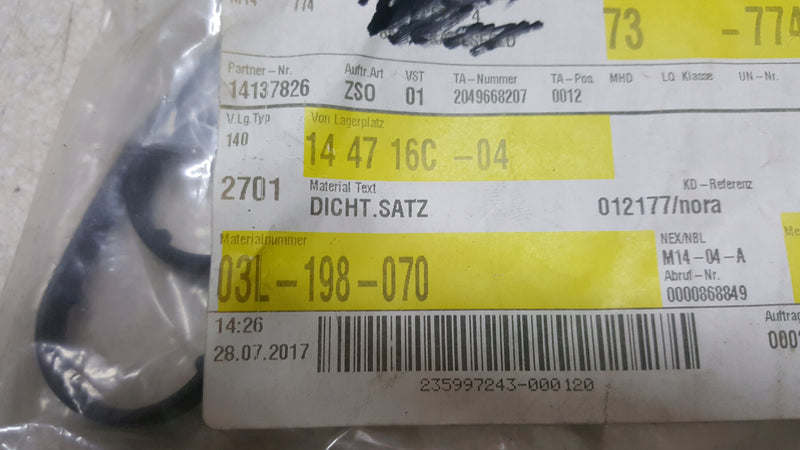 M14 774
4
73 -774
Partner-Nr. Auftr.Art VST TA-Nummer TA-Pos. MHD LQ Klasse UN-Nr.
14137826 ZSO 01 2049668207 0012
V.Lg.Typ Von Lagerplatz
140 14 47 16C -04
2701 Material Text KD-Referenz
DICHT.SATZ 012177/nora
Materialnummer NEX/NBL
03L-198-070 M14-04-A
Abruf-Nr.
0000868849
14:26
28.07.2017
235997243-000120